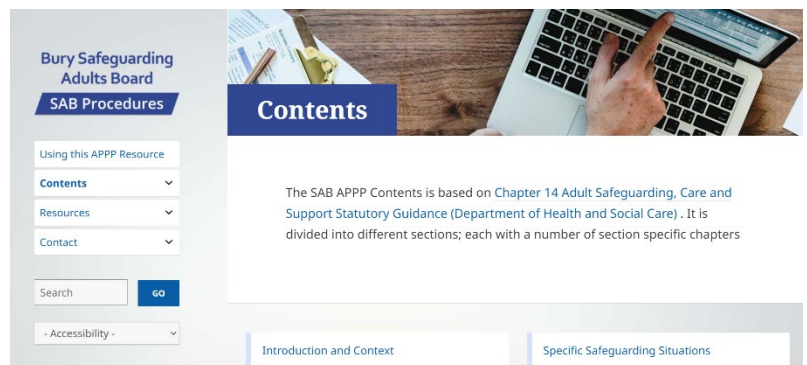 Bury Safeguarding
Adults Board
SAB Procedures
Using this APPP Resource
Contents
Resources
Contact
Search
GO
- Accessibility -
PERMIT
Contents
The SAB APPP Contents is based on Chapter 14 Adult Safeguarding, Care and
Support Statutory Guidance (Department of Health and Social Care) . It is
divided into different sections; each with a number of section specific chapters
Introduction and Context
Specific Safeguarding Situations